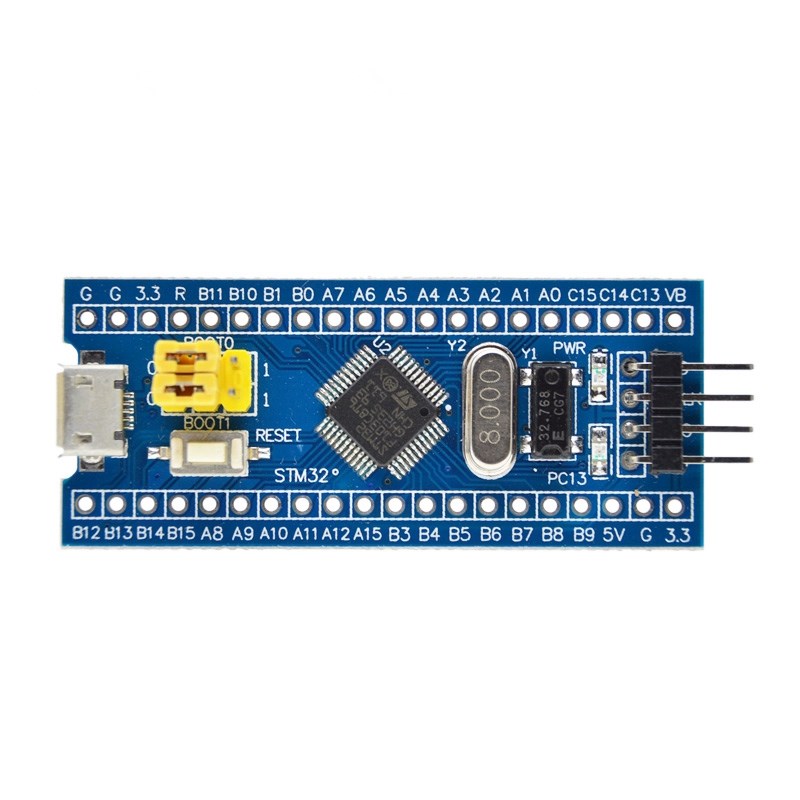 G G 3.3 R B11 B10 B1 B0 A7 A6 A5 A4 A3 A2 A1 A0 C15 C14 C13 VB
BOOT0
U2
Y2
Y1
PWR
1
1
BOOT1
RESET
8.000
32.768
E CG7
STM32
PC13
B12 B13 B14 B15 A8 A9 A10 A11 A12 A15 B3 B4 B5 B6 B7 B8 B9 5V G 3.3